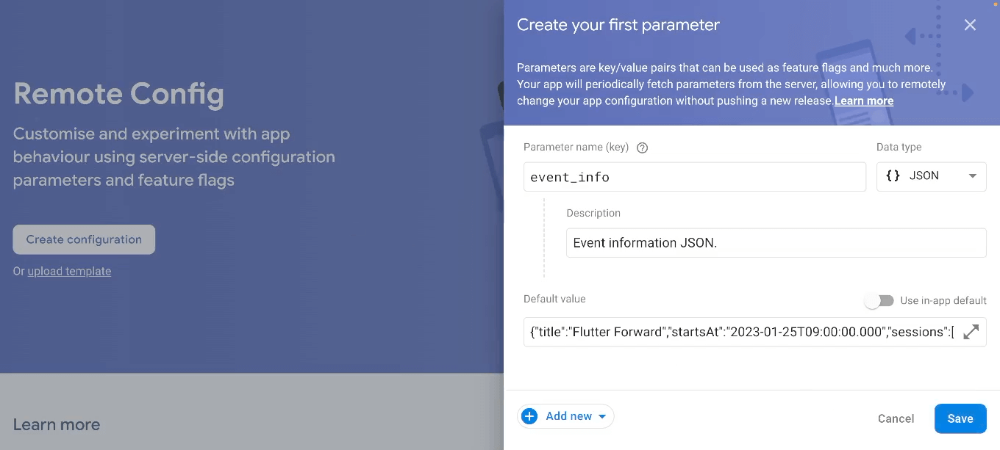 Remote Config
Customise and experiment with app
behaviour using server-side configuration
parameters and feature flags
Create configuration
Or upload template
Learn more
Create your first parameter
Parameters are key/value pairs that can be used as feature flags and much more.
Your app will periodically fetch parameters from the server, allowing you to remotely
change your app configuration without pushing a new release.Learn more
Parameter name (key)
Data type
event_info
{} JSON
Description
Event information JSON.
Default value
Use in-app default
{"title":"Flutter Forward","startsAt":"2023-01-25T09:00:00.000","sessions":[
Add new
Cancel
Save